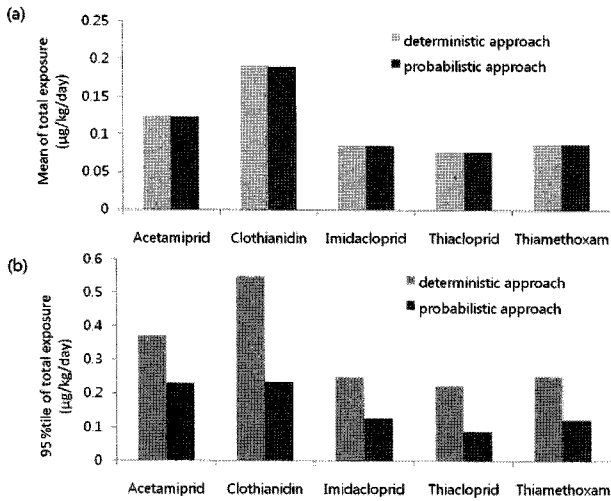 (a)
Mean of total exposure
(μg/kg/day)
0.25
0.2
0.15
0.1
0.05
0
deterministic approach
probabilistic approach
Acetamiprid Clothianidin Imidacloprid Thiacloprid Thiamethoxam
(b)
95 %tile of total exposure
(μg/kg/day)
0.6
0.5
0.4
0.3
0.2
0.1
0
deterministic approach
probabilistic approach
Acetamiprid Clothianidin Imidacloprid Thiacloprid Thiamethoxam